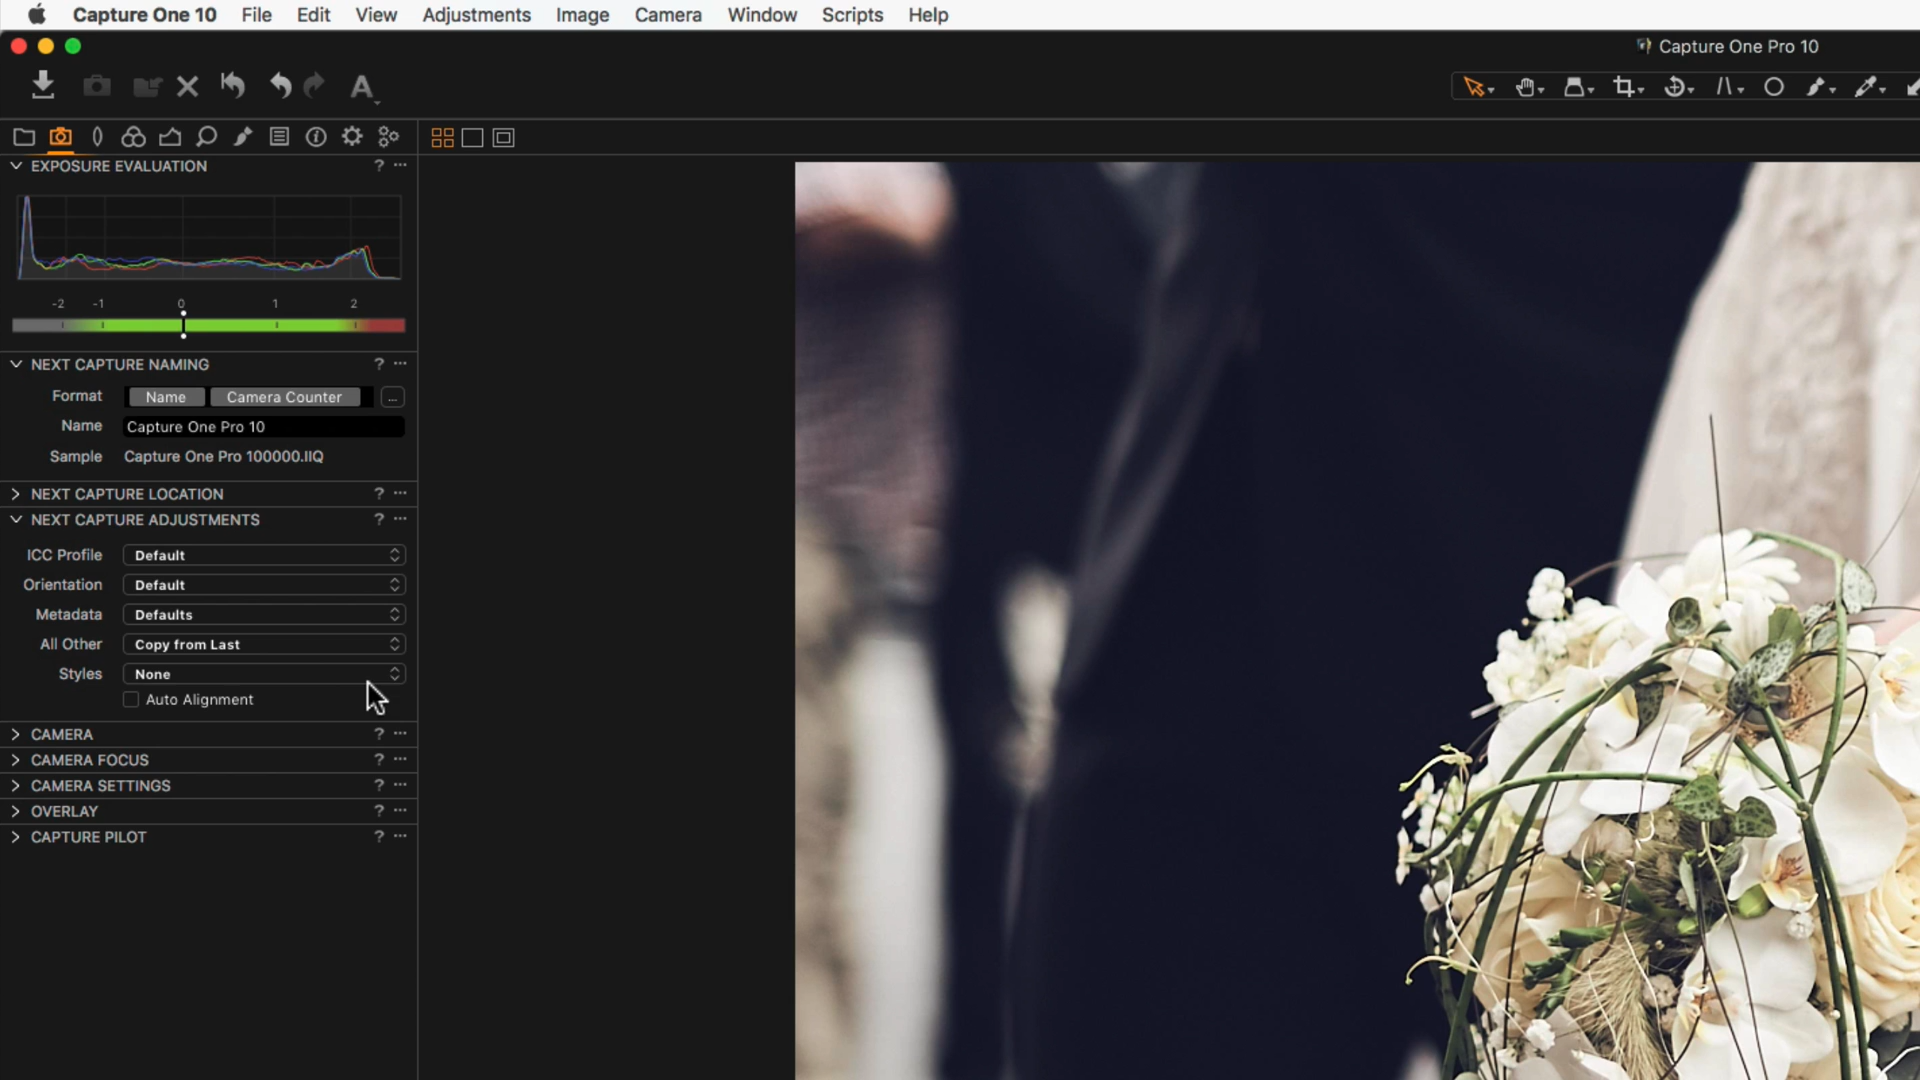 Capture One 10 File Edit View Adjustments Image Camera Window Scripts Help
Capture One Pro 10
A
EXPOSURE EVALUATION ? ...
-2 -1 0 1 2
NEXT CAPTURE NAMING ? ...
Format Name Camera Counter ...
Name Capture One Pro 10
Sample Capture One Pro 100000.IIQ
NEXT CAPTURE LOCATION ? ...
NEXT CAPTURE ADJUSTMENTS ? ...
ICC Profile Default
Orientation Default
Metadata Defaults
All Other Copy from Last
Styles None
Auto Alignment
CAMERA ? ...
CAMERA FOCUS ? ...
CAMERA SETTINGS ? ...
OVERLAY ? ...
CAPTURE PILOT ? ...